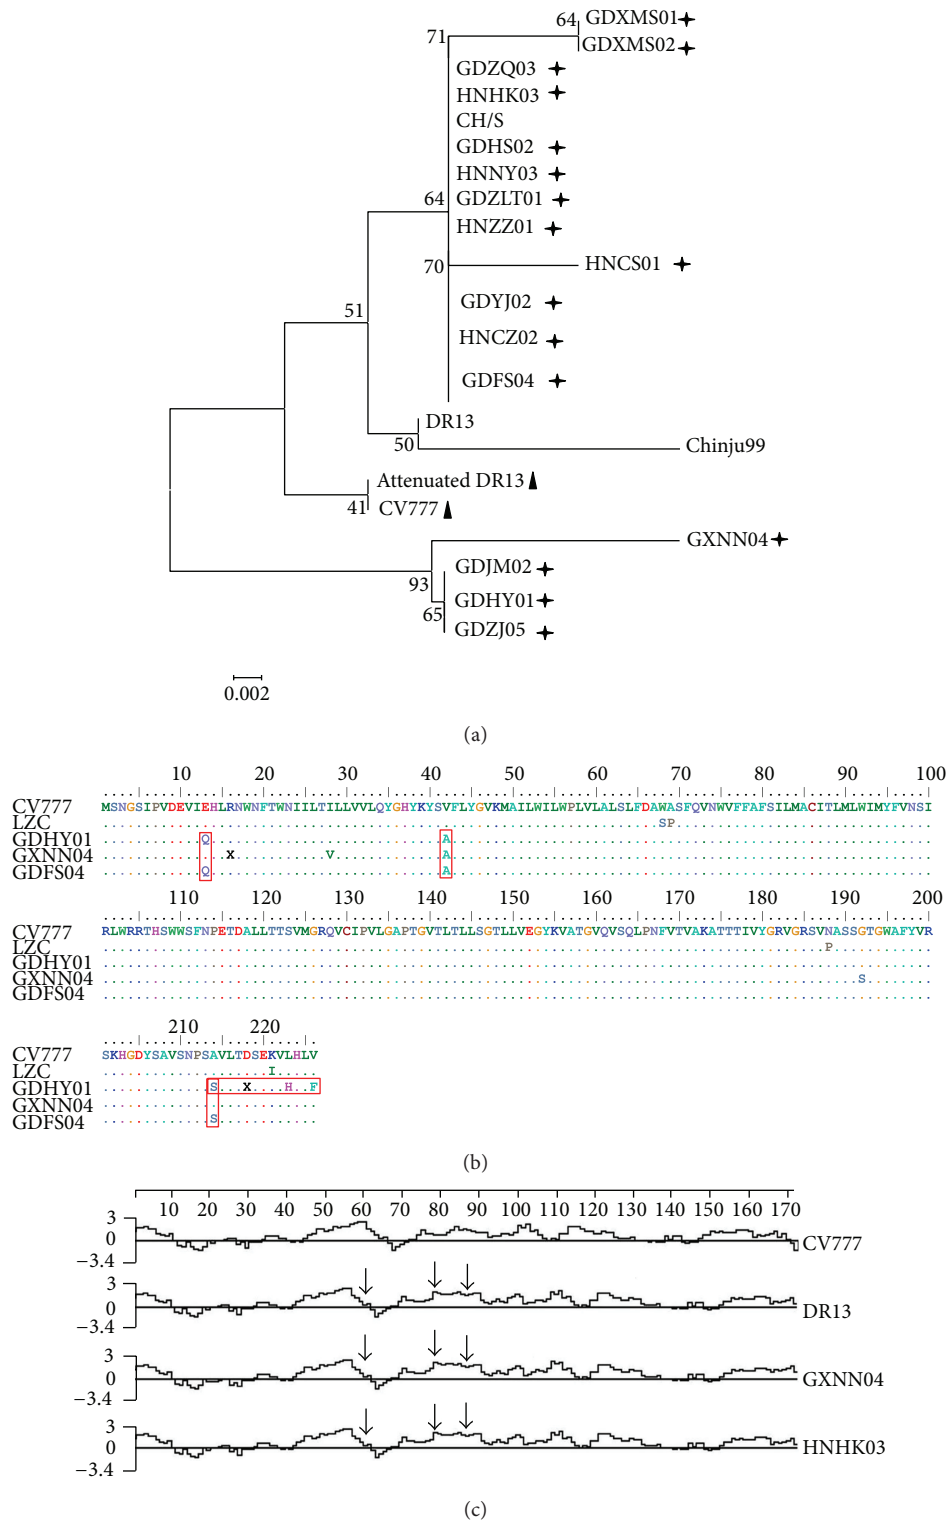 64
GDXMS01
71
GDXMS02
GDZQ03
HNHK03
CH/S
GDHS02
HNNY03
64
GDZLT01
HNZZ01
70
HNCS01
GDYJ02
51
HNCZ02
GDFS04
DR13
50
Chinju99
Attenuated DR13
41
CV777
GXNN04
GDJM02
93
GDHY01
65
GDZJ05
0.002
(a)
10 20 30 40 50 60 70 80 90 100
CV777 MSNGSIPVDEVIEHLRNWNFTWNIILTILLVVLQYGHYKYSVFLYGVKMAILWILWPLVLALSLFDAWASFQVNWVFFAFSILMACITLMLWIMYFVNSI
LZC ...................................................................SP...............................
GDHY01 ............Q............................A..........................................................
GXNN04 ...............X...........V.............A..........................................................
GDFS04 ............Q............................A..........................................................
110 120 130 140 150 160 170 180 190 200
CV777 RLWRRTHSWWSFNPETDALLTTSVMGRQVCIPVLGAPTGVTLTLLSGTLLVEGYKVATGVQVSQLPNFVTVAKATTTIVYGRVGRSVNASSGTGWAFYVR
LZC .......................................................................................P............
GDHY01 ....................................................................................................
GXNN04 ...........................................................................................S........
GDFS04 ....................................................................................................
210 220
CV777 SKHGDYSAVSNPSAVLTDSEKVLHLV
LZC ....................I.....
GDHY01 .............S...X....H..F
GXNN04 ..........................
GDFS04 .............S............
(b)
10 20 30 40 50 60 70 80 90 100 110 120 130 140 150 160 170
3
0
−3.4
CV777
3
0
−3.4
DR13
3
0
−3.4
GXNN04
3
0
−3.4
HNHK03
(c)